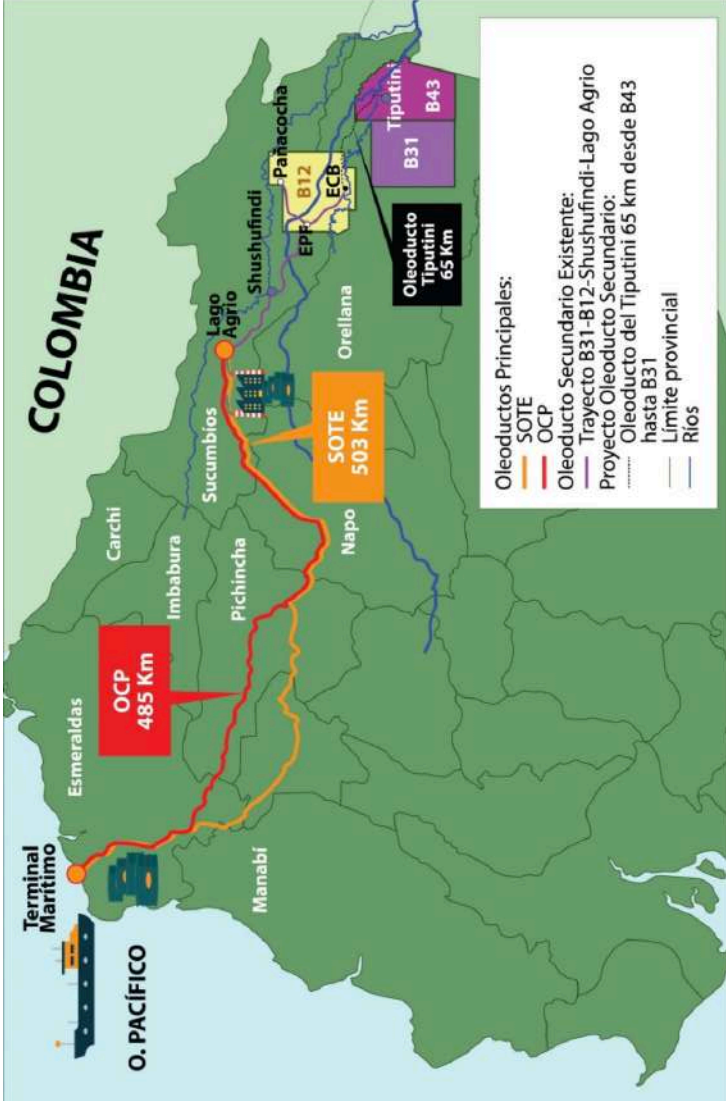 COLOMBIA
Terminal
Marítimo
O. PACÍFICO
Esmeraldas
Carchi
Imbabura
Sucumbíos
Pichincha
Manabí
Napo
Orellana
OCP
485 Km
SOTE
503 Km
Lago
Agrio
Shushufindi
Pañacocha
B12
EPF
ECB
Tiputini
B43
B31
Oleoducto
Tiputini
65 Km
Oleoductos Principales:
SOTE
OCP
Oleoducto Secundario Existente:
Trayecto B31-B12-Shushufindi-Lago Agrio
Proyecto Oleoducto Secundario:
Oleoducto del Tiputini 65 km desde B43
hasta B31
Límite provincial
Ríos